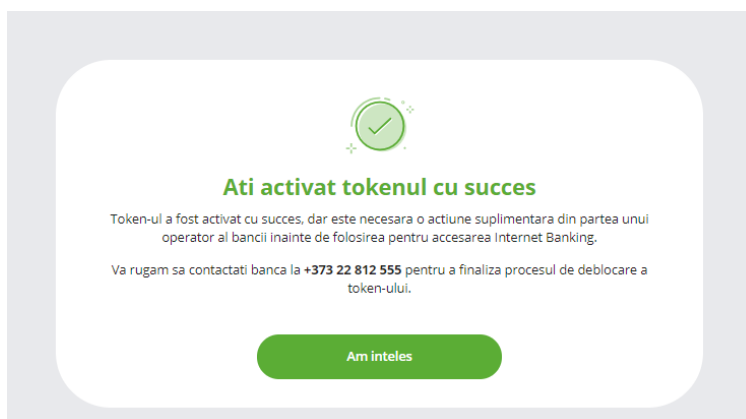 Ati activat tokenul cu succes
Token-ul a fost activat cu succes, dar este necesara o actiune suplimentara din partea unui
operator al bancii inainte de folosirea pentru accesarea Internet Banking.
Va rugam sa contactati banca la +373 22 812 555 pentru a finaliza procesul de deblocare a
token-ului.
Am inteles